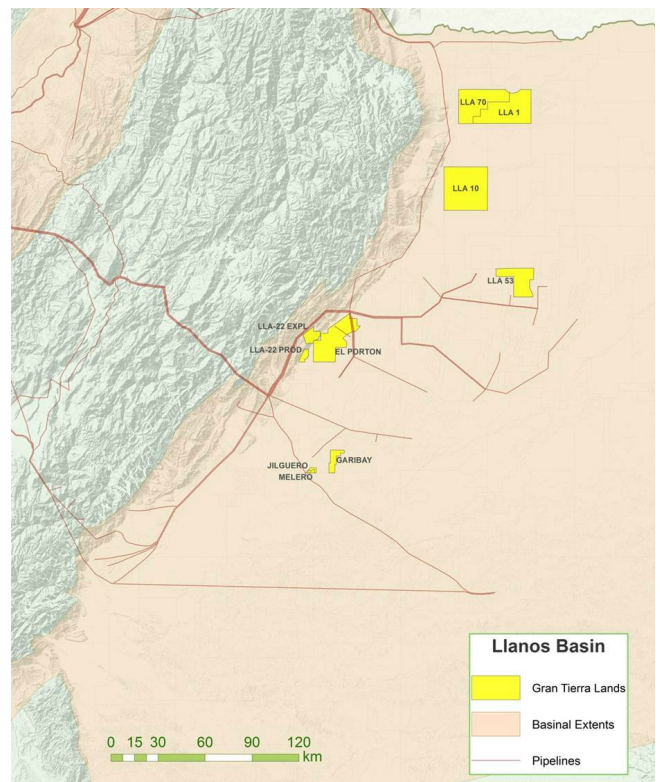 LLA 70
LLA 1
LLA 10
LLA 53
LLA-22 EXPL
LLA-22 PROD
EL PORTON
JILGUERO
GARIBAY
MELERO
Llanos Basin
Gran Tierra Lands
Basinal Extents
Pipelines
0 15 30 60 90 120
km